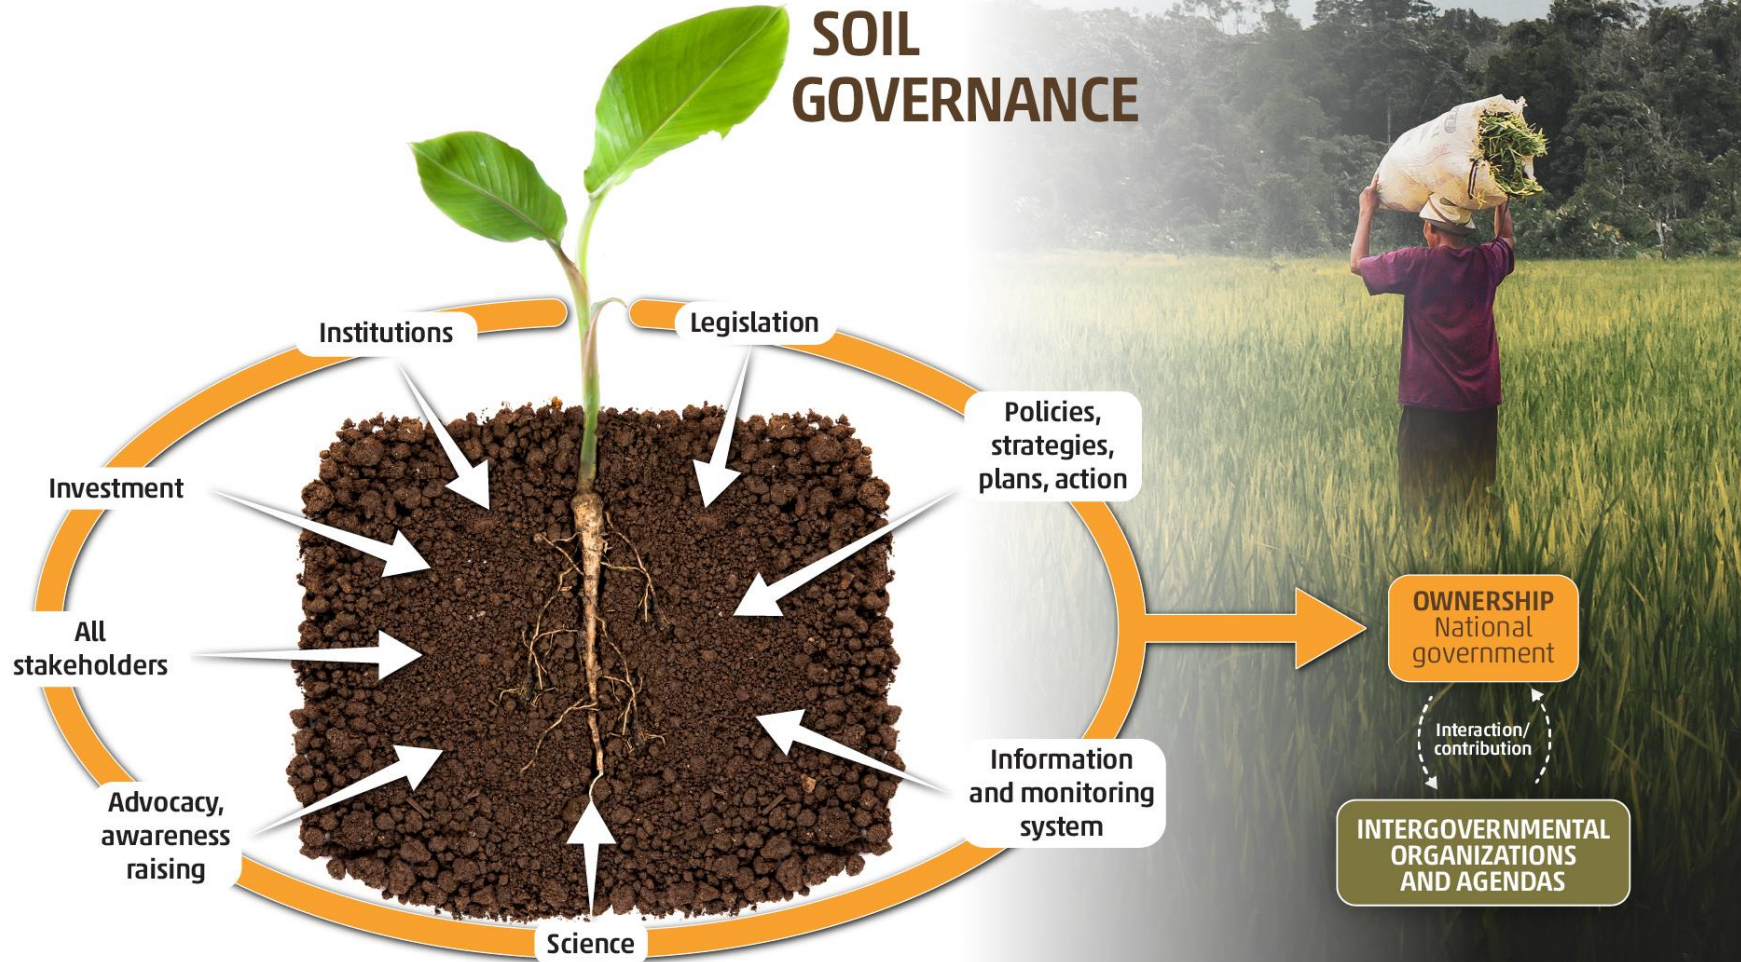 SOIL
GOVERNANCE
Institutions
Legislation
Policies,
strategies,
plans, action
Investment
All
stakeholders
Advocacy,
awareness
raising
Science
Information
and monitoring
system
OWNERSHIP
National
government
Interaction/
contribution
INTERGOVERNMENTAL
ORGANIZATIONS
AND AGENDAS